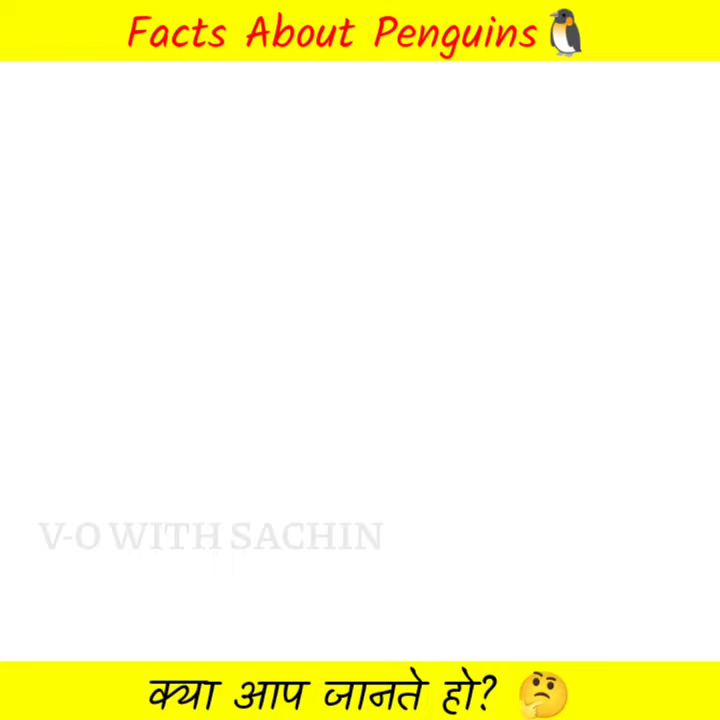 Facts About Penguins🐧
V-O WITH SACHIN
क्या आप जानते हो? 🤔